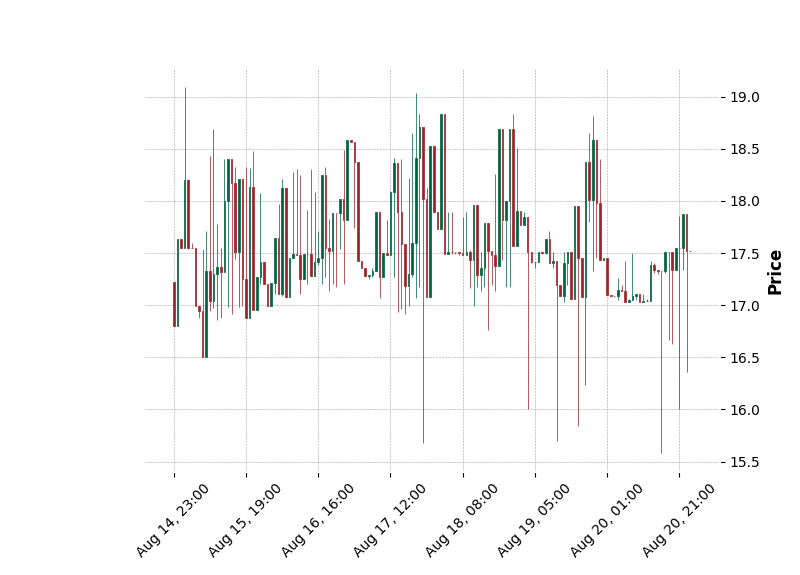 19.0
18.5
18.0
17.5
17.0
16.5
16.0
15.5
Price
Aug 14, 23:00
Aug 15, 19:00
Aug 16, 16:00
Aug 17, 12:00
Aug 18, 08:00
Aug 19, 05:00
Aug 20, 01:00
Aug 20, 21:00